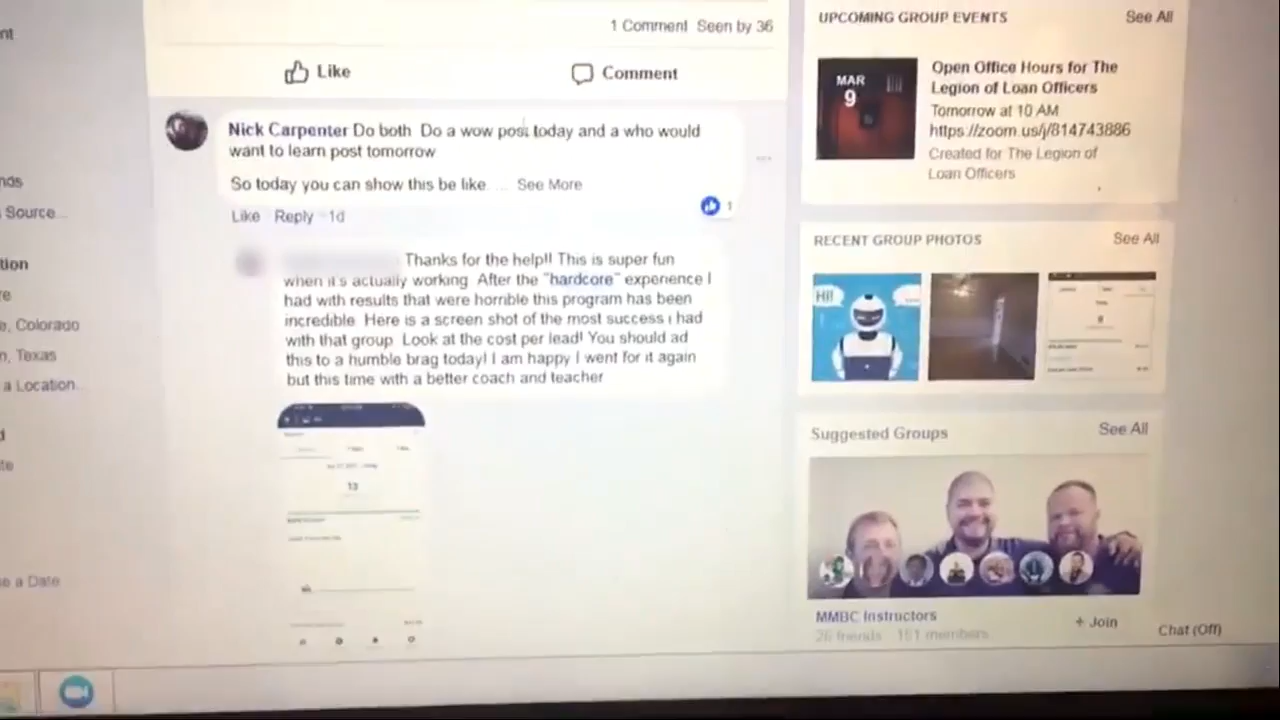 nt
nds
s Source...
tion
re
e, Colorado
n, Texas
a Location...
d
te
e a Date
1 Comment Seen by 36
Like
Comment
Nick Carpenter Do both Do a wow post today and a who would
want to learn post tomorrow
So today you can show this be like.... See More
Like Reply 1d
1
Thanks for the help!! This is super fun
when it's actually working. After the "hardcore" experience I
had with results that were horrible this program has been
incredible Here is a screen shot of the most success i had
with that group Look at the cost per lead! You should ad
this to a humble brag today! I am happy I went for it again
but this time with a better coach and teacher
13
UPCOMING GROUP EVENTS
See All
MAR
9
Open Office Hours for The
Legion of Loan Officers
Tomorrow at 10 AM
https://zoom.us/j/814743886
Created for The Legion of
Loan Officers
RECENT GROUP PHOTOS
See All
Hi!
Suggested Groups
See All
MMBC Instructors
26 friends 151 members
+ Join
Chat (Off)